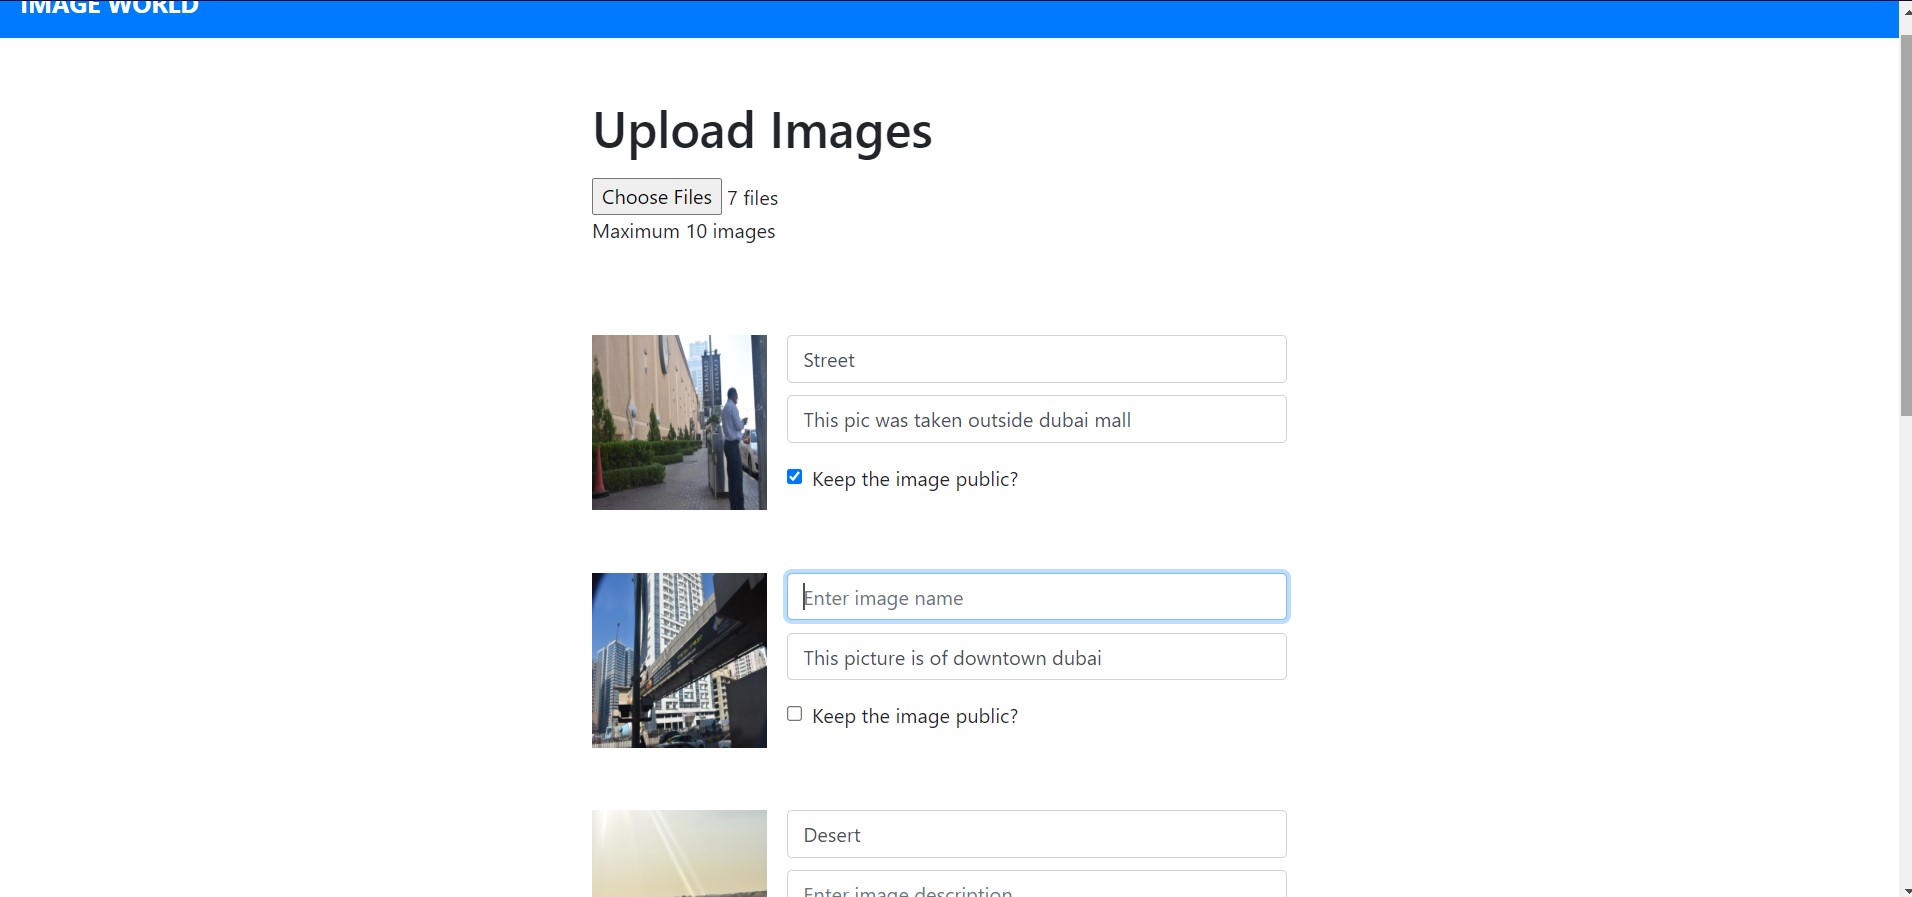 IMAGE WORLD
Upload Images
Choose Files 7 files
Maximum 10 images
Street
This pic was taken outside dubai mall
Keep the image public?
Enter image name
This picture is of downtown dubai
Keep the image public?
Desert
Enter image description